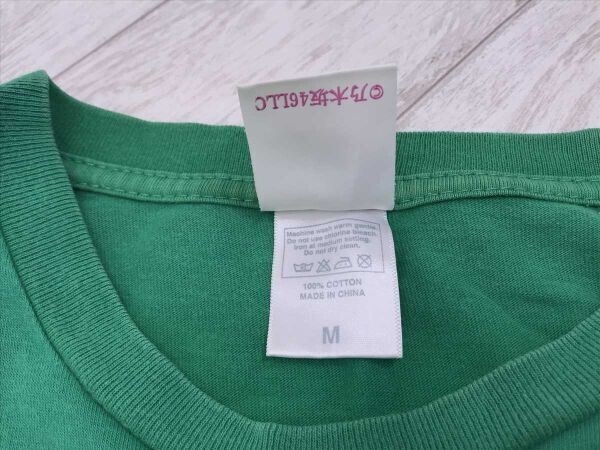 ©乃木坂46LLC
Machine wash warm gentle.
Do not use chlorine bleach.
Iron at medium setting.
Do not dry clean.
100% COTTON
MADE IN CHINA
M